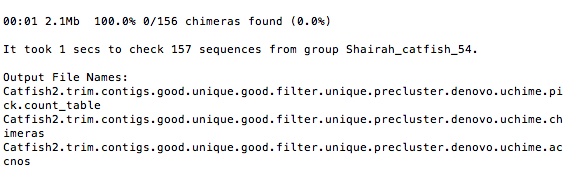 00:01 2.1Mb  100.0% 0/156 chimeras found (0.0%)
It took 1 secs to check 157 sequences from group Shairah_catfish_54.
Output File Names:
Catfish2.trim.contigs.good.unique.good.filter.unique.precluster.denovo.uchime.pi
ck.count_table
Catfish2.trim.contigs.good.unique.good.filter.unique.precluster.denovo.uchime.ch
imeras
Catfish2.trim.contigs.good.unique.good.filter.unique.precluster.denovo.uchime.ac
cnos